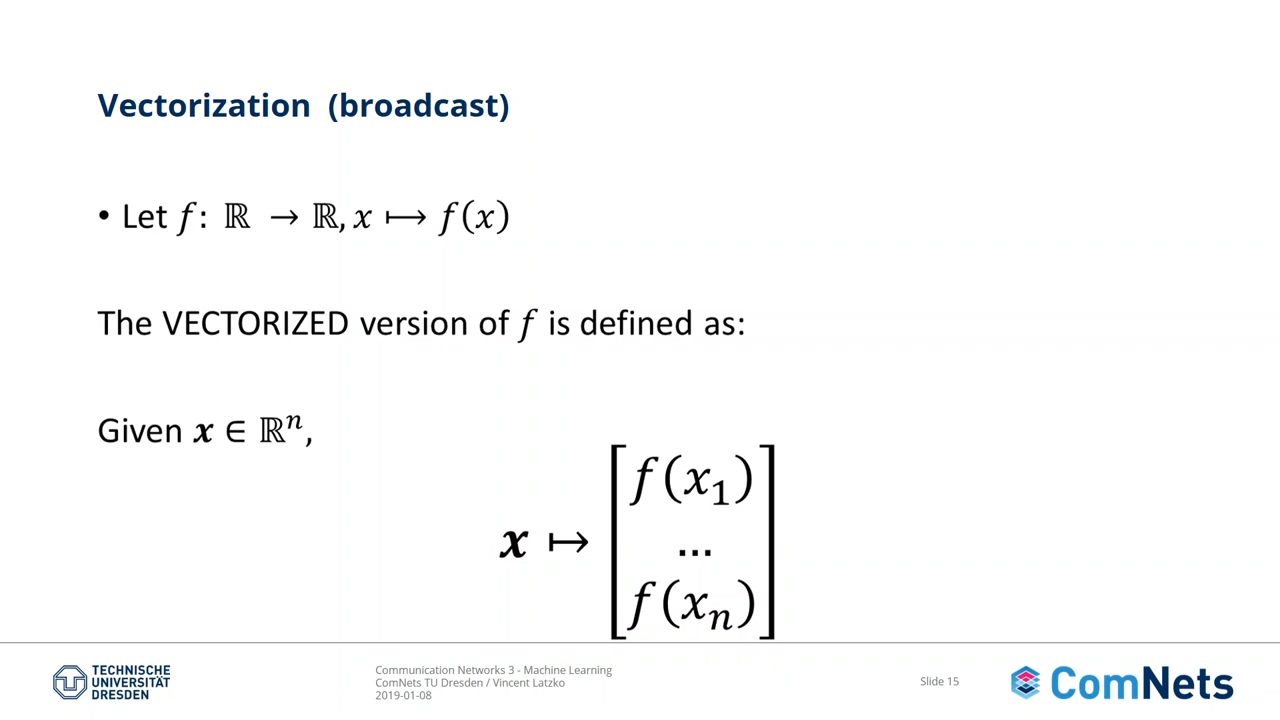 Vectorization (broadcast)
• Let f: ℝ → ℝ, x ⟼ f(x)
The VECTORIZED version of f is defined as:
Given 𝒙 ∈ ℝⁿ,
f(x₁)
𝒙 ↦ ...
f(xₙ)
TECHNISCHE
UNIVERSITÄT
DRESDEN
Communication Networks 3 - Machine Learning
ComNets TU Dresden / Vincent Latzko
2019-01-08
Slide 15
ComNets